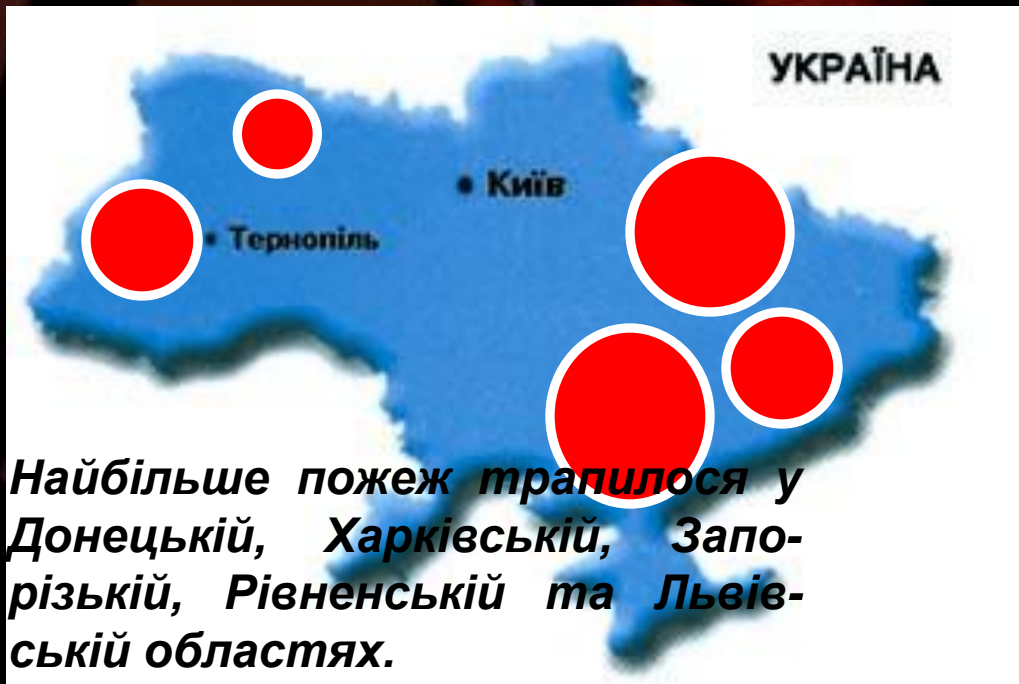 УКРАЇНА
Київ
Тернопіль
Найбільше пожеж трапилося у
Донецькій, Харківській, Запо-
різькій, Рівненській та Львів-
ській областях.